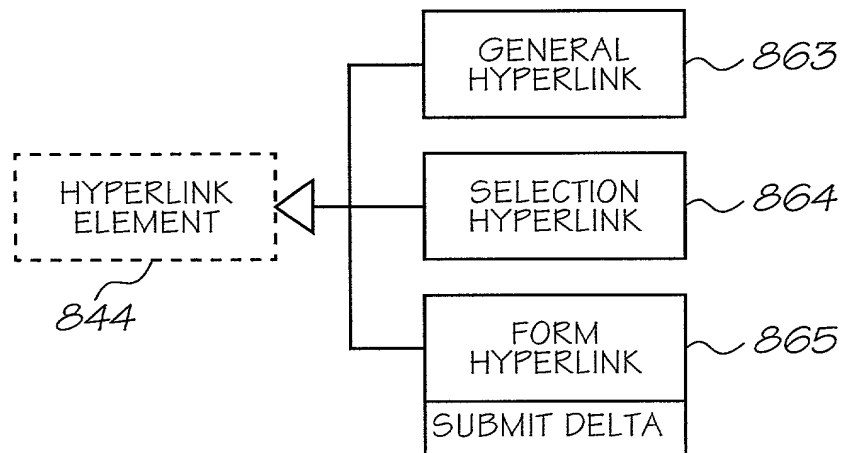 GENERAL
HYPERLINK
863
HYPERLINK
ELEMENT
844
SELECTION
HYPERLINK
864
FORM
HYPERLINK
865
SUBMIT DELTA